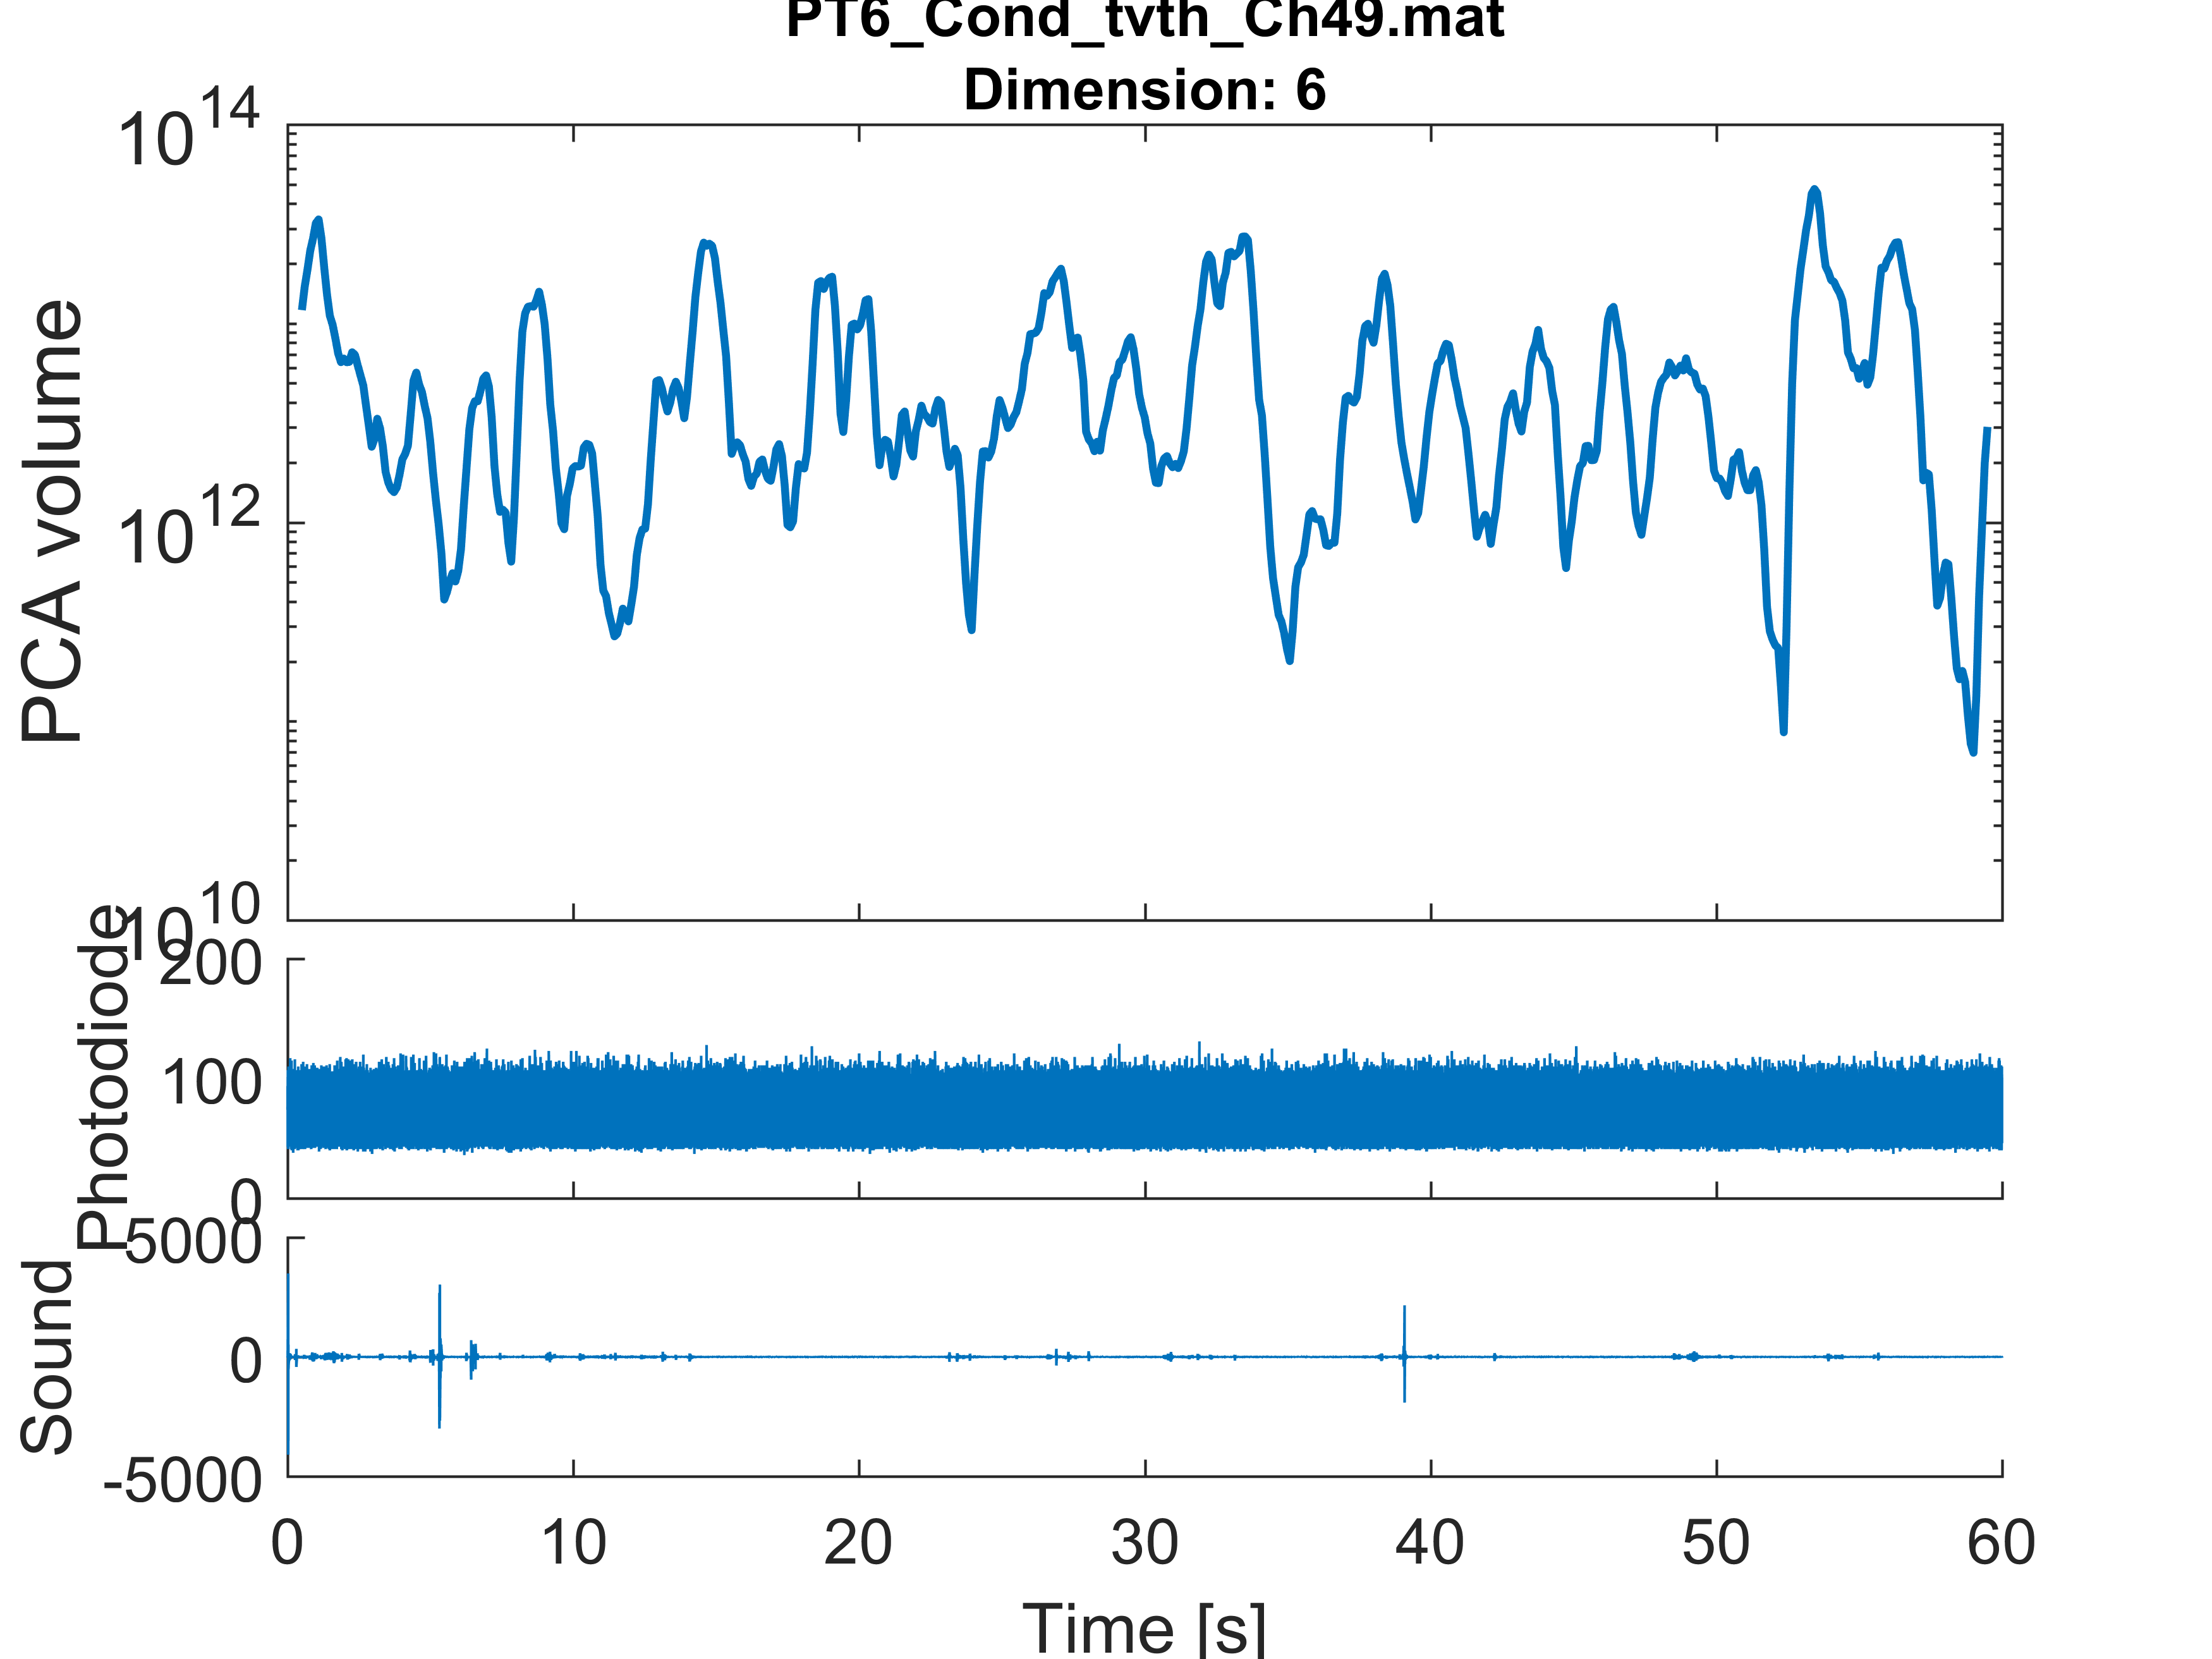 PT6_Cond_tvth_Ch49.mat
Dimension: 6
10^14
10^12
10^10
PCA volume
200
100
0
Photodiode
5000
0
-5000
Sound
0 10 20 30 40 50 60
Time [s]